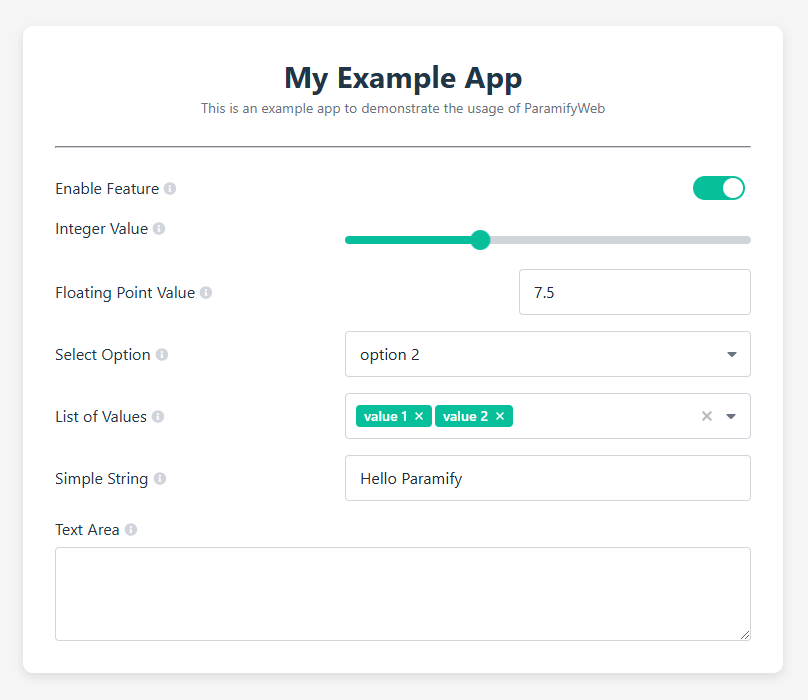 My Example App
This is an example app to demonstrate the usage of ParamifyWeb
Enable Feature
Integer Value
Floating Point Value
7.5
Select Option
option 2
List of Values
value 1 × value 2 ×
Simple String
Hello Paramify
Text Area